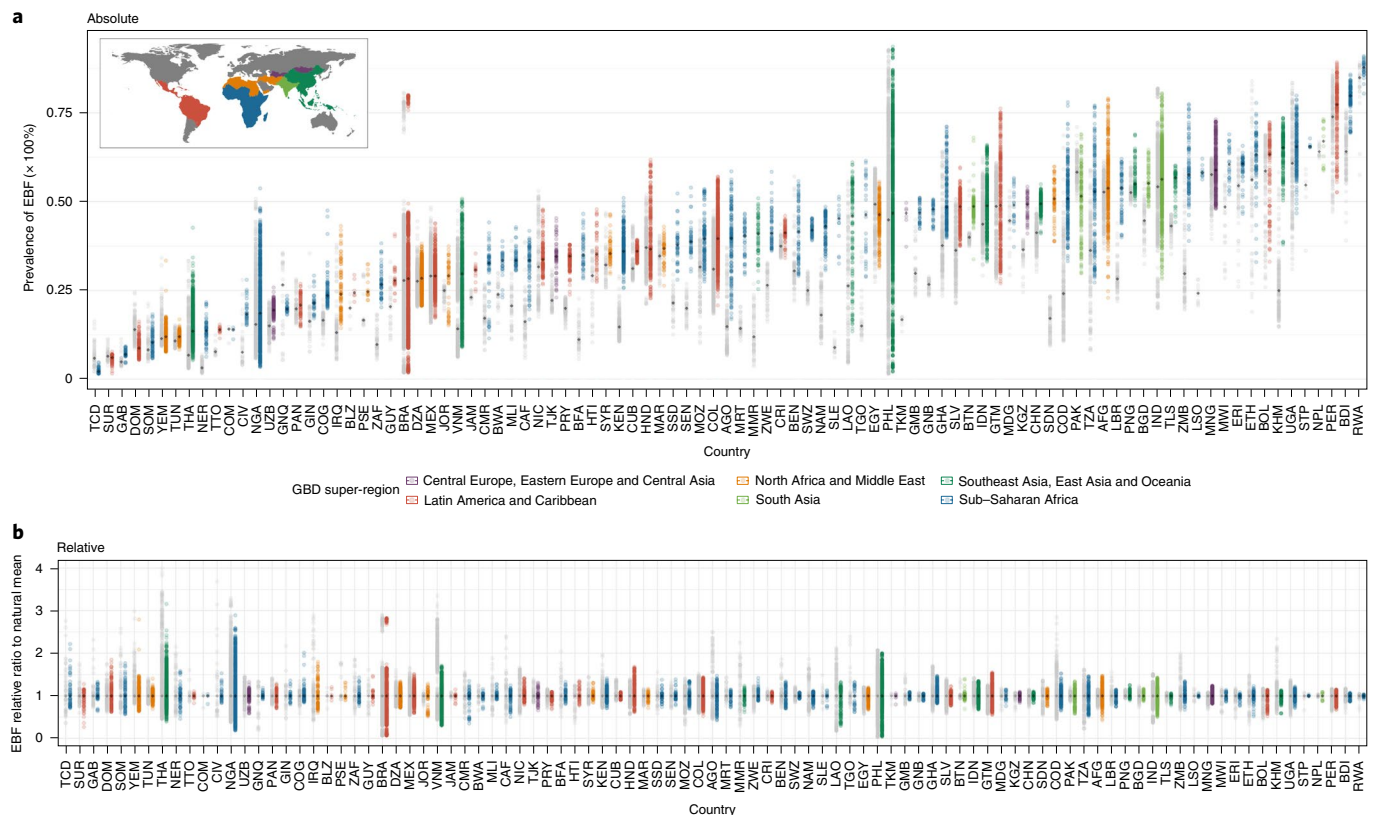 a
Absolute
Prevalence of EBF (× 100%)
0.75
0.50
0.25
0
TCD SUR GAB DOM SOM YEM TUN THA NER TTO COM CIV NGA UZB GNQ PAN GIN COG IRQ BLZ PSE ZAF GUY BRA DZA MEX JOR VNM JAM CMR BWA MLI CAF NIC TJK PRY BFA HTI SYR KEN CUB HND MAR SSD SEN MOZ COL AGO MRT MMR ZWE CRI BEN SWZ NAM SLE LAO TGO EGY PHL TKM GMB GNB GHA SLV BTN IDN GTM MDG KGZ CHN SDN COD PAK TZA AFG LBR PNG BGD IND TLS ZMB LSO MNG MWI ERI ETH BOL KHM UGA STP NPL PER BDI RWA
Country
GBD super-region
Central Europe, Eastern Europe and Central Asia
North Africa and Middle East
Southeast Asia, East Asia and Oceania
Latin America and Caribbean
South Asia
Sub–Saharan Africa
b
Relative
EBF relative ratio to natural mean
4
3
2
1
0
TCD SUR GAB DOM SOM YEM TUN THA NER TTO COM CIV NGA UZB GNQ PAN GIN COG IRQ BLZ PSE ZAF GUY BRA DZA MEX JOR VNM JAM CMR BWA MLI CAF NIC TJK PRY BFA HTI SYR KEN CUB HND MAR SSD SEN MOZ COL AGO MRT MMR ZWE CRI BEN SWZ NAM SLE LAO TGO EGY PHL TKM GMB GNB GHA SLV BTN IDN GTM MDG KGZ CHN SDN COD PAK TZA AFG LBR PNG BGD IND TLS ZMB LSO MNG MWI ERI ETH BOL KHM UGA STP NPL PER BDI RWA
Country